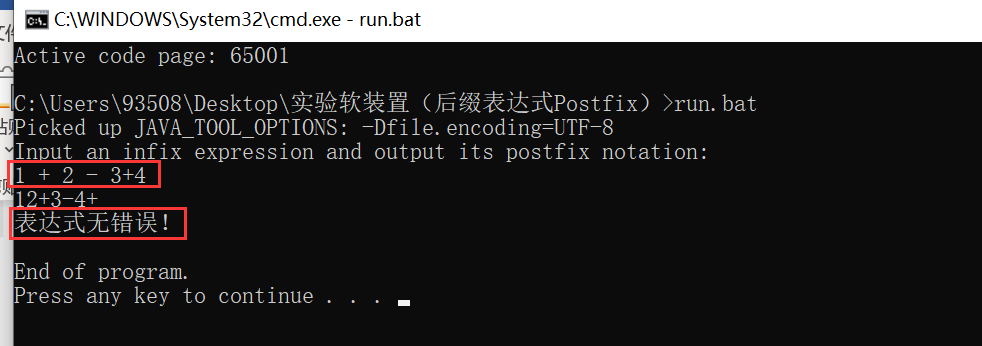 C:\WINDOWS\System32\cmd.exe - run.bat
Active code page: 65001
C:\Users\93508\Desktop\实验软装置（后缀表达式Postfix）>run.bat
Picked up JAVA_TOOL_OPTIONS: -Dfile.encoding=UTF-8
Input an infix expression and output its postfix notation:
1 + 2 - 3+4
12+3-4+
表达式无错误!
End of program.
Press any key to continue . . .